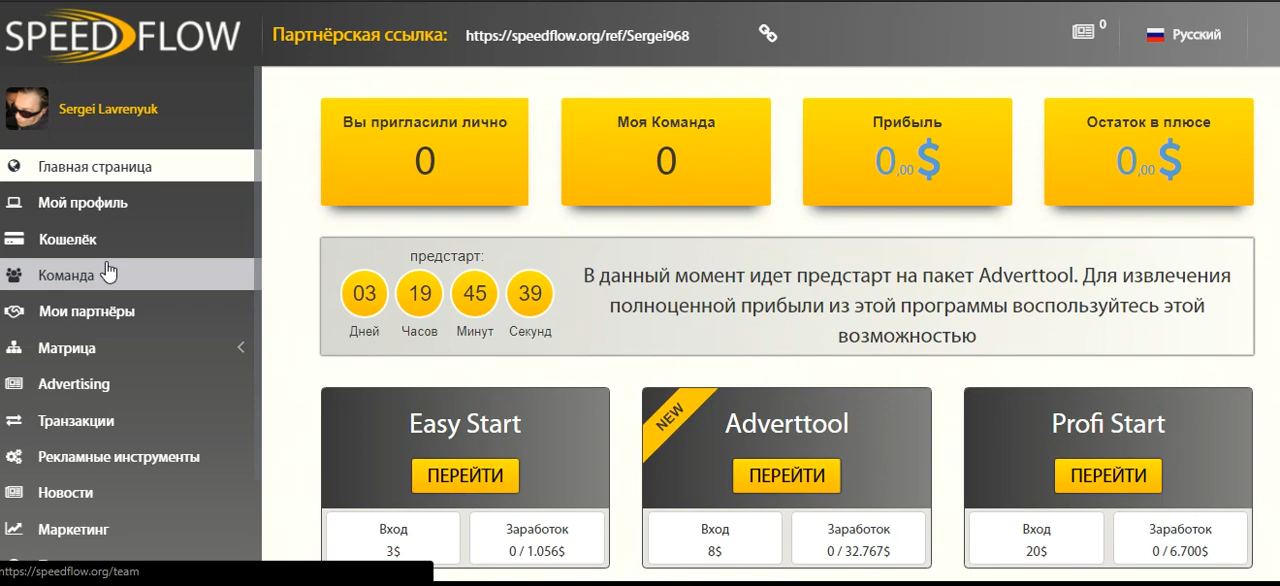 SPEEDFLOW
Партнёрская ссылка: https://speedflow.org/ref/Sergei968
0
Русский
Sergei Lavrenyuk
Главная страница
Мой профиль
Кошелёк
Команда
Мои партнёры
Матрица
Advertising
Транзакции
Рекламные инструменты
Новости
Маркетинг
https://speedflow.org/team
Вы пригласили лично
0
Моя Команда
0
Прибыль
0,00 $
Остаток в плюсе
0,00 $
предстарт:
03 19 45 39
Дней Часов Минут Секунд
В данный момент идет предстарт на пакет Adverttool. Для извлечения
полноценной прибыли из этой программы воспользуйтесь этой
возможностью
Easy Start
ПЕРЕЙТИ
Вход
3$
Заработок
0 / 1.056$
NEW
Adverttool
ПЕРЕЙТИ
Вход
8$
Заработок
0 / 32.767$
Profi Start
ПЕРЕЙТИ
Вход
20$
Заработок
0 / 6.700$